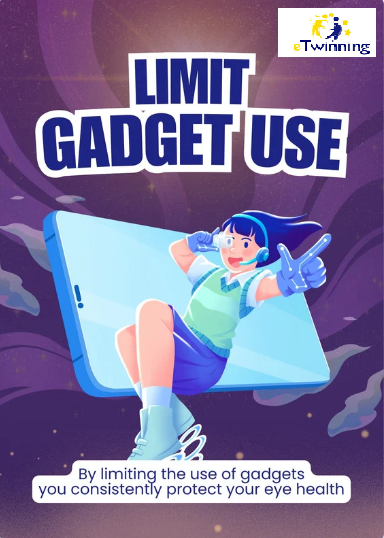 eTwinning
LIMIT
GADGET USE
By limiting the use of gadgets
you consistently protect your eye health